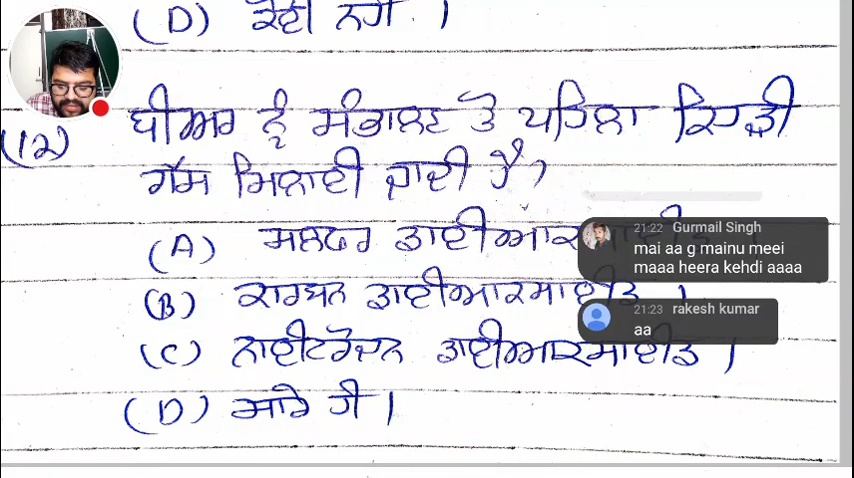 (D) ਕੋਈ ਨਹੀਂ ।
(12) ਬੀਅਰ ਨੂੰ ਸੰਭਾਲਣ ਤੋਂ ਪਹਿਲਾ ਕਿਹੜੀ
ਗੈਸ ਮਿਲਾਈ ਜਾਂਦੀ ਹੈ?
(A) ਸਲਫਰ
(B) ਕਾਰਬਨ ਡਾਈਆਕਸਾਈਡ ।
(C) ਨਾਈਟਰੋਜਨ ਡਾਈਆਕਸਾਈਡ ।
(D) ਸਾਰੇ ਹੀ ।
21:22 Gurmail Singh
mai aa g mainu meei
maaa heera kehdi aaaa
21:23 rakesh kumar
aa